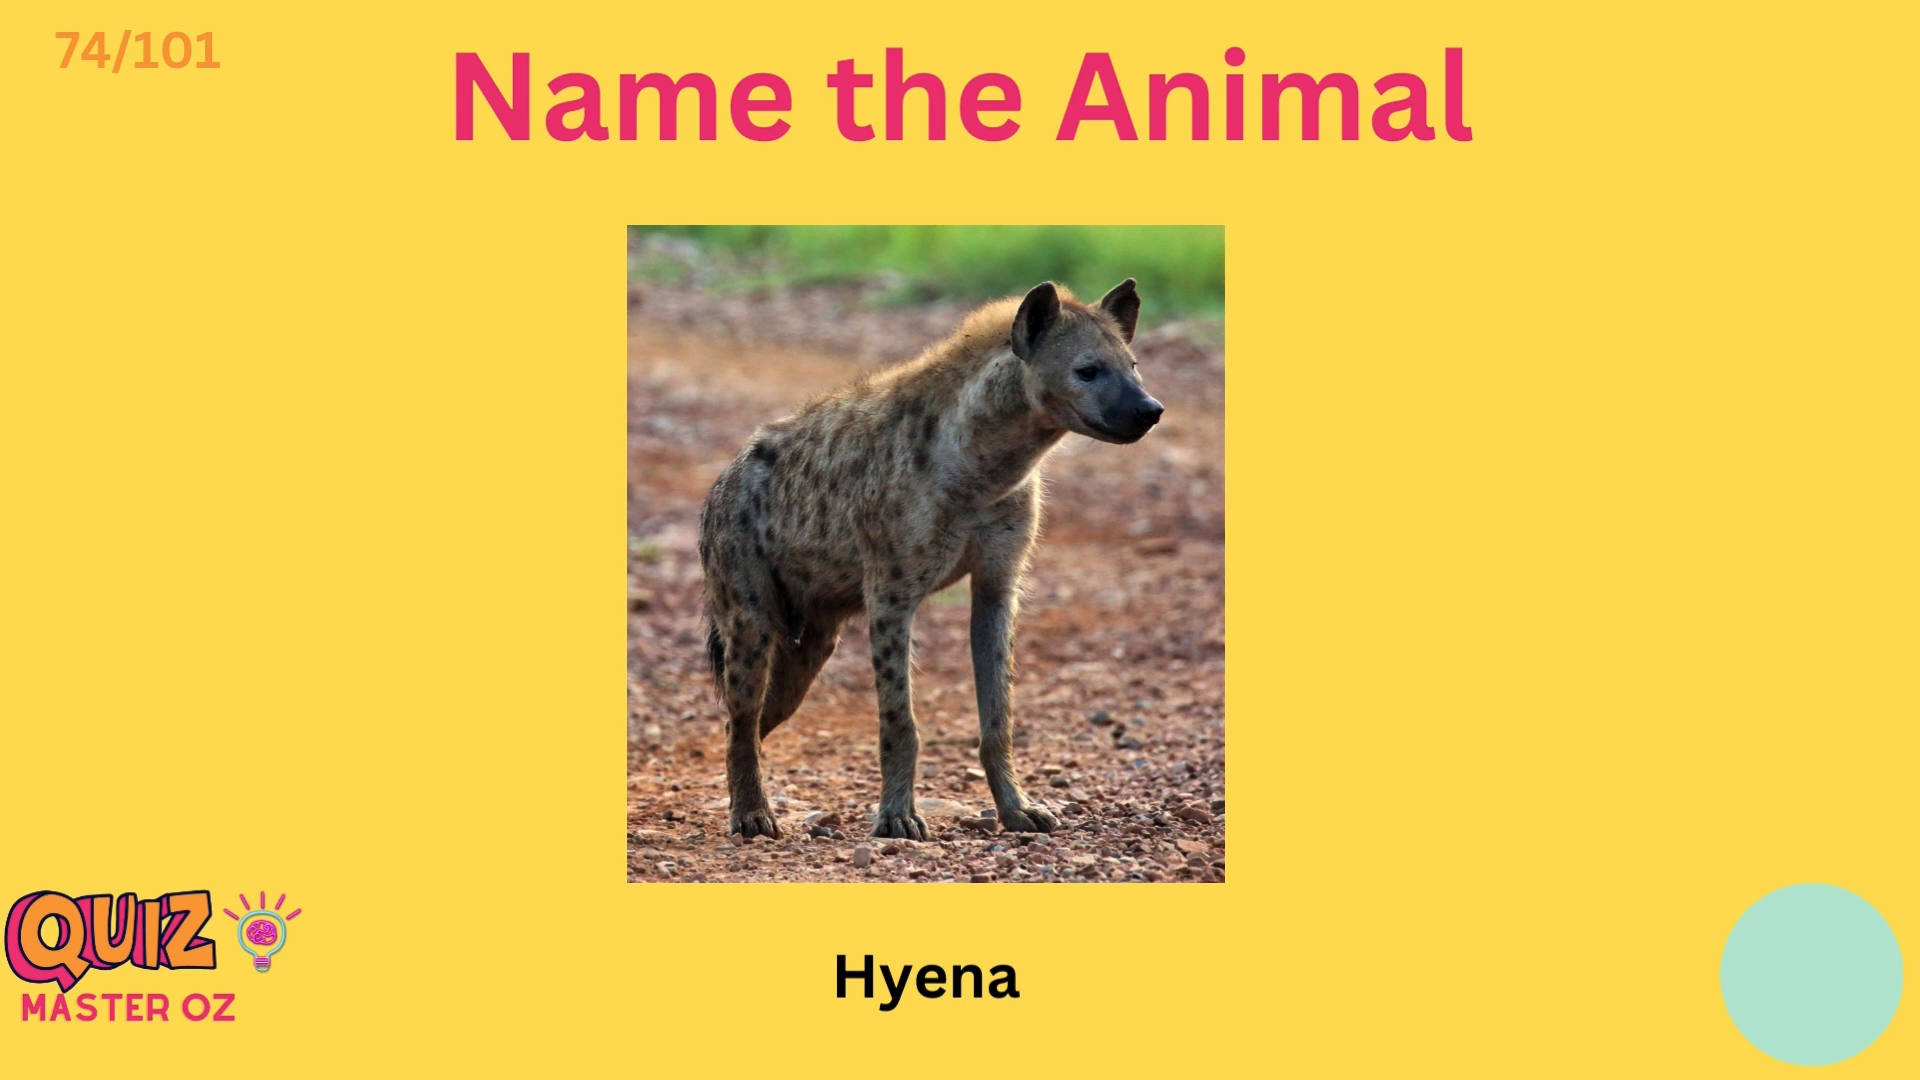 74/101
Name the Animal
QUIZ
MASTER OZ
Hyena